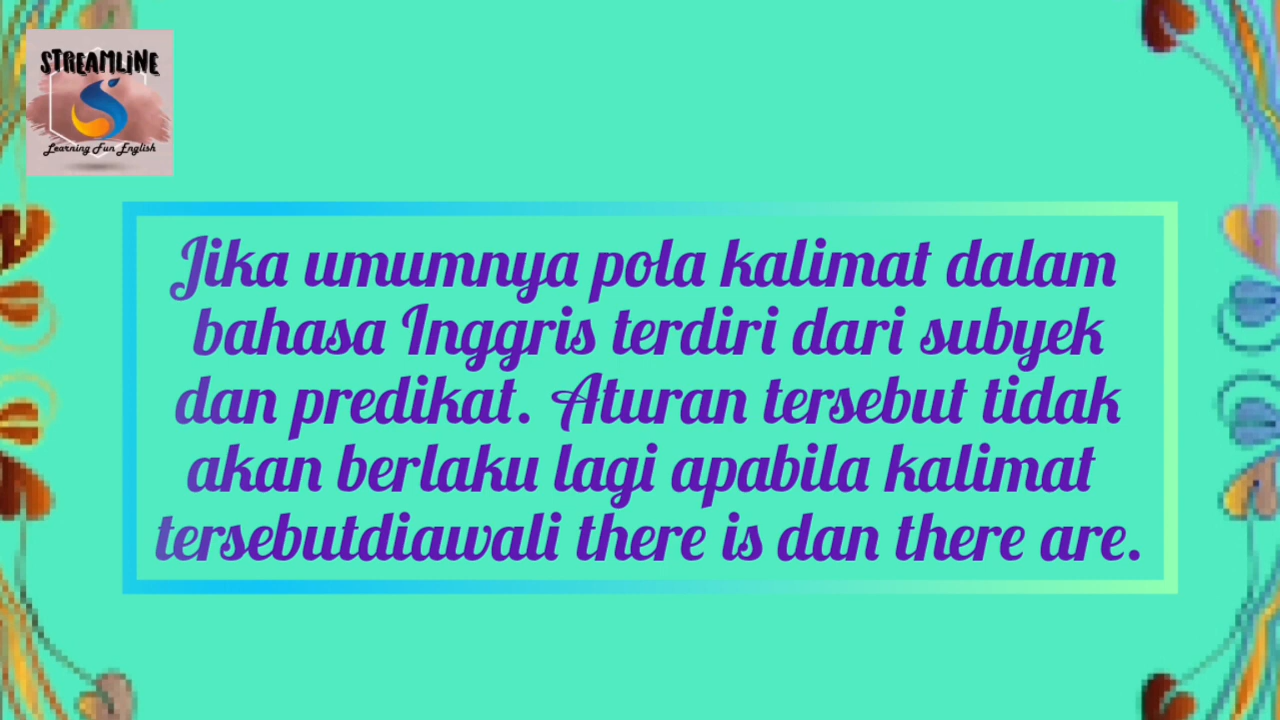 STREAMLINE
Learning Fun English
Jika umumnya pola kalimat dalam
bahasa Inggris terdiri dari subyek
dan predikat. Aturan tersebut tidak
akan berlaku lagi apabila kalimat
tersebutdiawali there is dan there are.